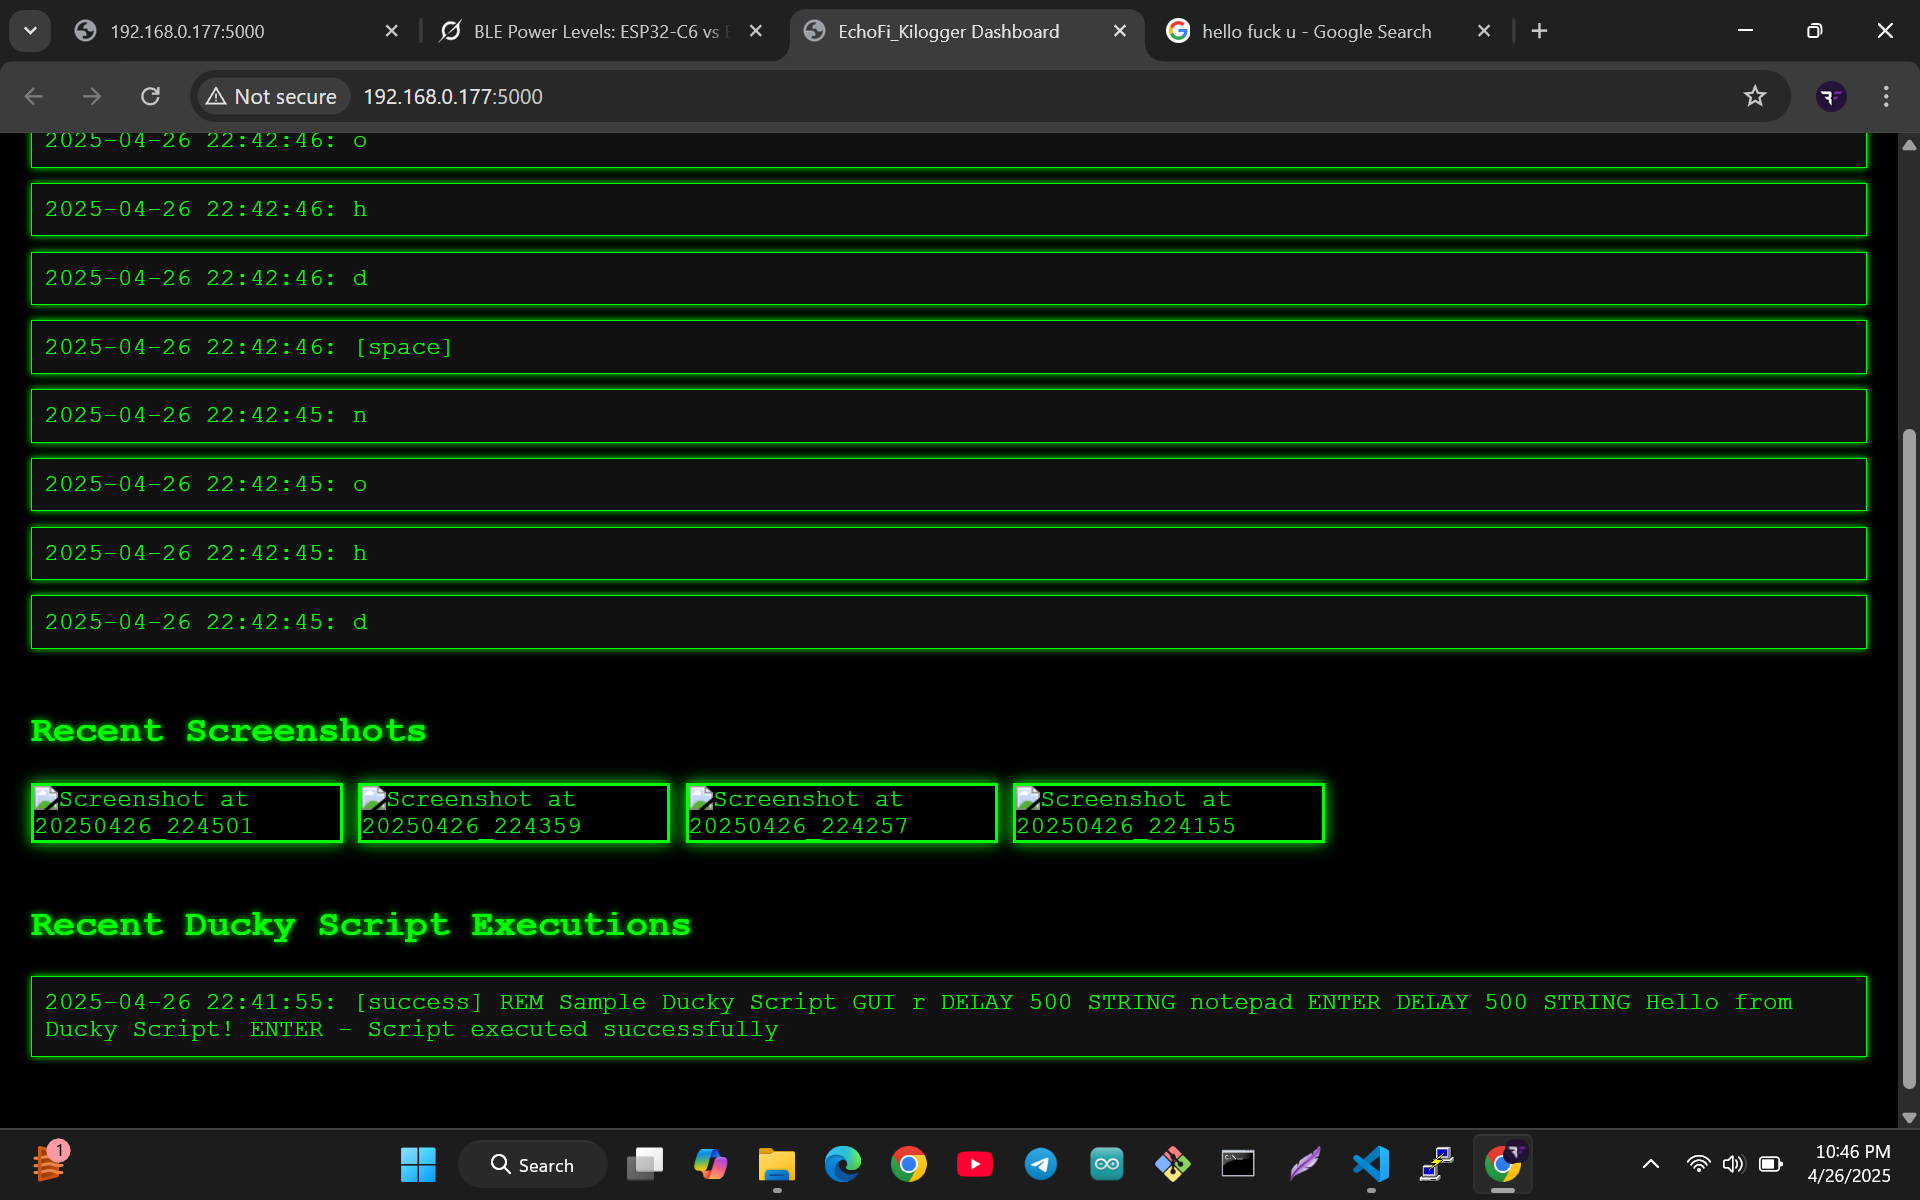 192.168.0.177:5000
BLE Power Levels: ESP32-C6 vs
EchoFi_Kilogger Dashboard
hello fuck u - Google Search
Not secure
192.168.0.177:5000
2025-04-26 22:42:46: o
2025-04-26 22:42:46: h
2025-04-26 22:42:46: d
2025-04-26 22:42:46: [space]
2025-04-26 22:42:45: n
2025-04-26 22:42:45: o
2025-04-26 22:42:45: h
2025-04-26 22:42:45: d
Recent Screenshots
Screenshot at
20250426_224501
Screenshot at
20250426_224359
Screenshot at
20250426_224257
Screenshot at
20250426_224155
Recent Ducky Script Executions
2025-04-26 22:41:55: [success] REM Sample Ducky Script GUI r DELAY 500 STRING notepad ENTER DELAY 500 STRING Hello from
Ducky Script! ENTER - Script executed successfully
1
Search
10:46 PM
4/26/2025